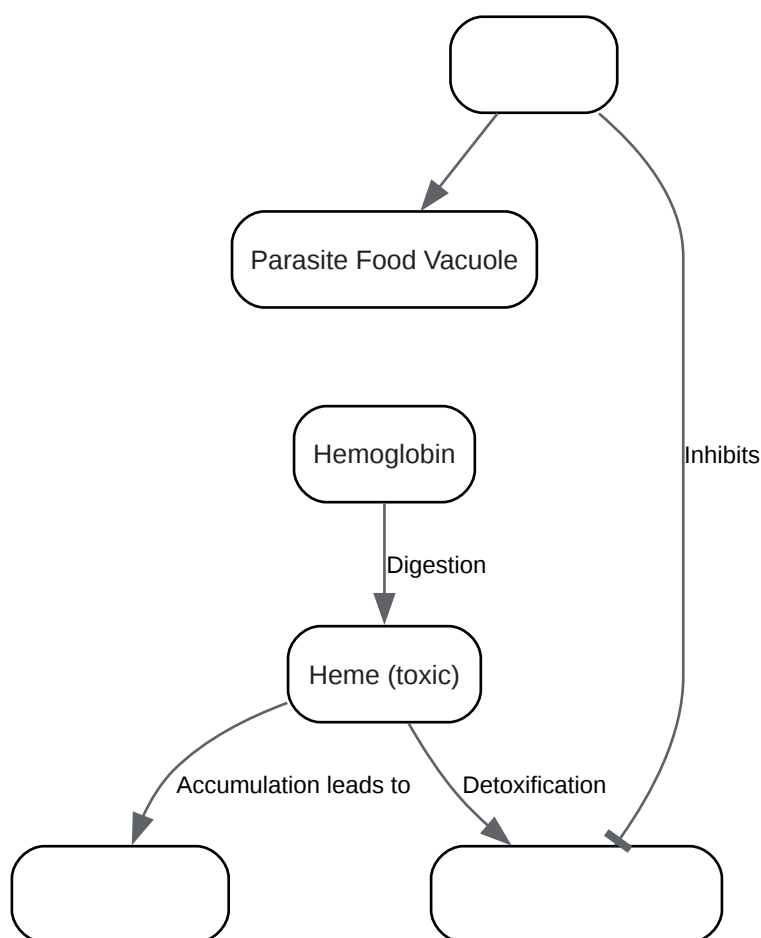 Parasite Food Vacuole
Hemoglobin
Inhibits
Digestion
Heme (toxic)
Accumulation leads to
Detoxification